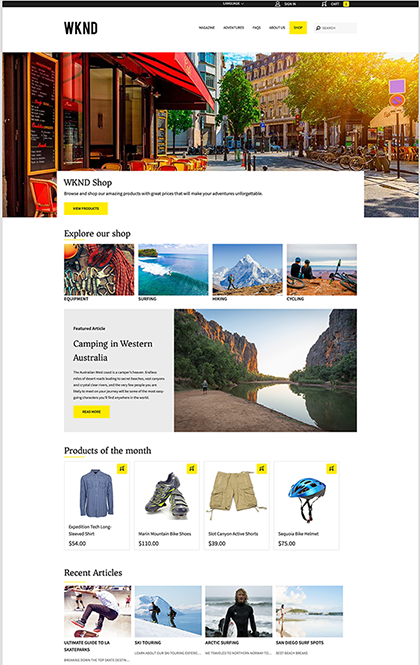 LANGUAGE
SIGN IN
CART
WKND
MAGAZINE
ADVENTURES
FAQS
ABOUT US
SHOP
SEARCH
WKND Shop
Browse and shop our amazing products with great prices that will make your adventures unforgettable.
VIEW PRODUCTS
Explore our shop
EQUIPMENT
SURFING
HIKING
CYCLING
Featured Article
Camping in Western
Australia
The Australian West coast is a camper's heaven. Endless
miles of desert roads leading to secret beaches, vast canyons
and crystal clear rivers, and the very few people you are
likely to meet on your journey will be some of the most easy-
going characters you'll find anywhere in the world.
READ MORE
Products of the month
Expedition Tech Long-
Sleeved Shirt
$54.00
Marin Mountain Bike Shoes
$110.00
Slot Canyon Active Shorts
$39.00
Sequoia Bike Helmet
$75.00
Recent Articles
ULTIMATE GUIDE TO LA
SKATEPARKS
BREAKING DOWN THE TOP SKATE DESTIN...
SKI TOURING
LEARN ABOUT OUR SKI TOURING EXPERIE...
ARCTIC SURFING
WE TRAVELED TO NORTHERN NORWAY TO...
SAN DIEGO SURF SPOTS
BEST BEACH BREAKS